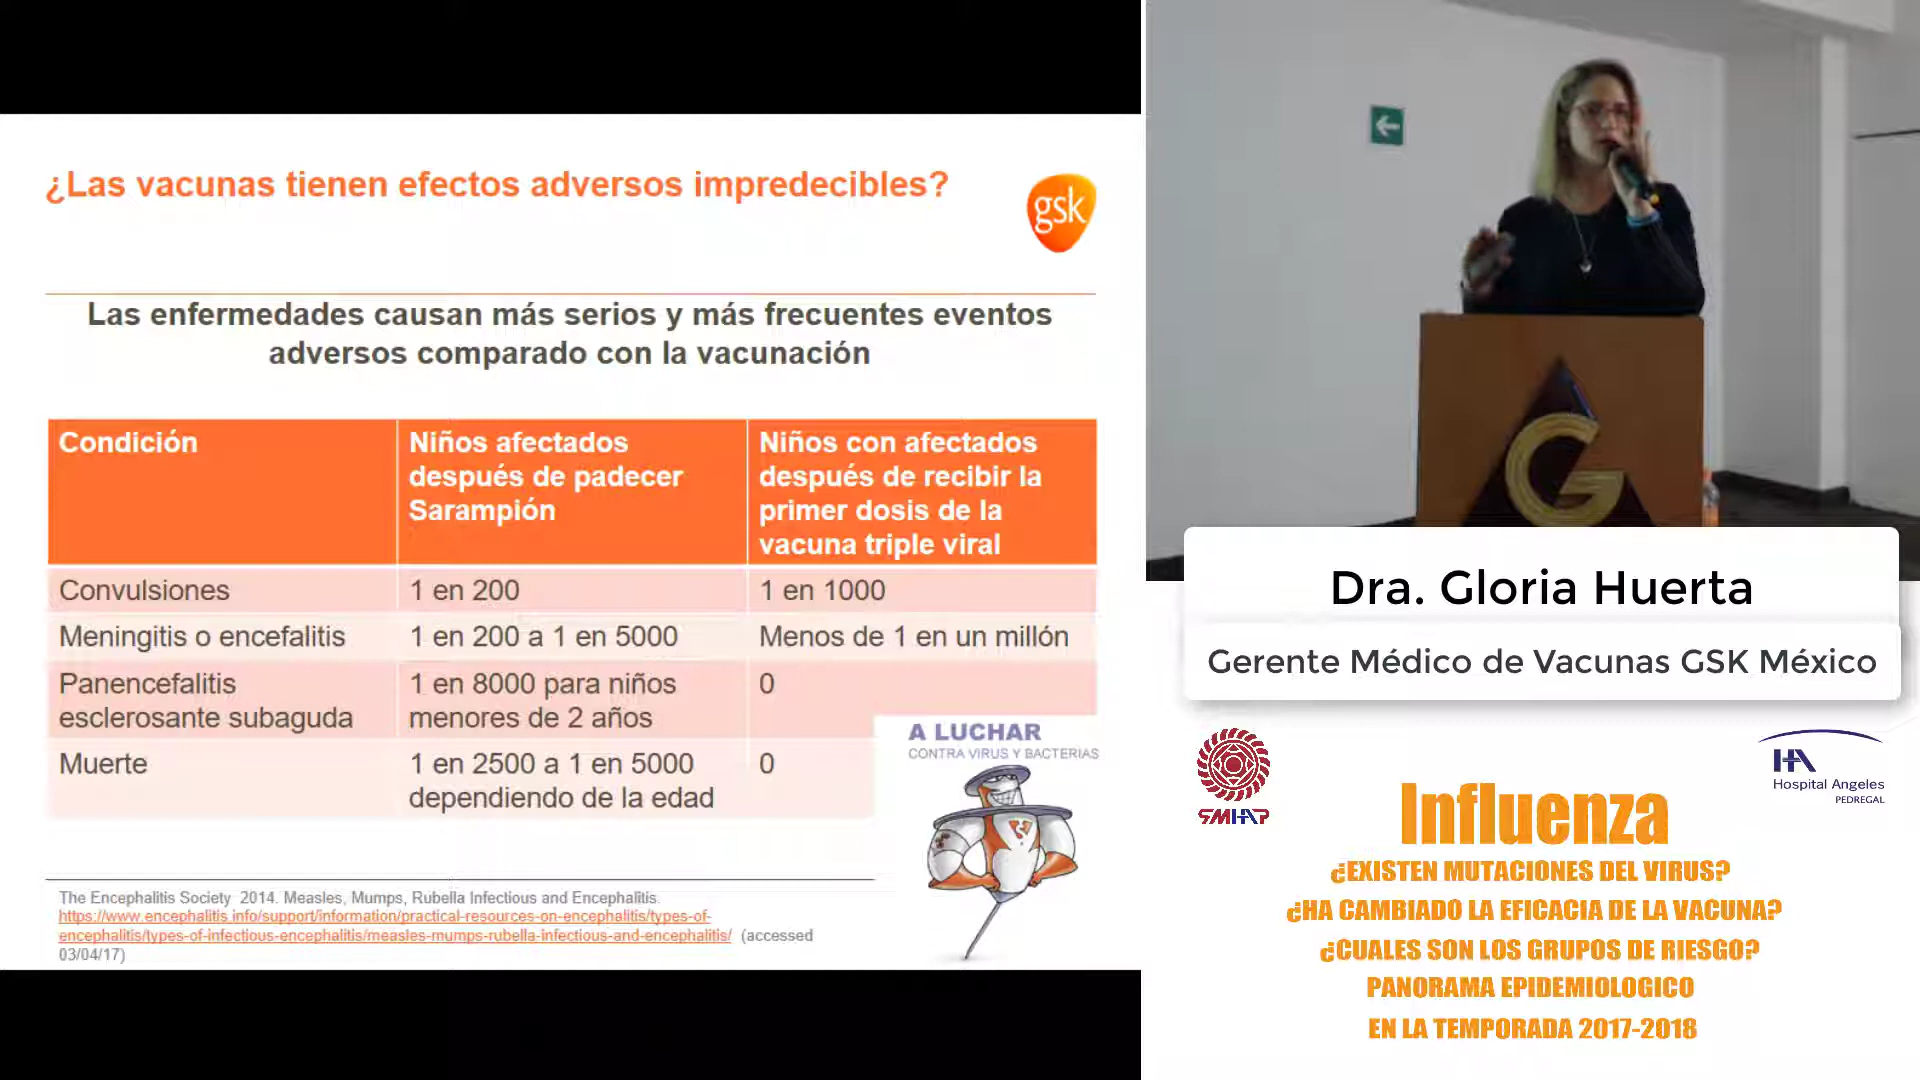 ¿Las vacunas tienen efectos adversos impredecibles?
gsk
Las enfermedades causan más serios y más frecuentes eventos
adversos comparado con la vacunación
Condición
Niños afectados
después de padecer
Sarampión
Niños con afectados
después de recibir la
primer dosis de la
vacuna triple viral
Convulsiones
1 en 200
1 en 1000
Meningitis o encefalitis
1 en 200 a 1 en 5000
Menos de 1 en un millón
Panencefalitis
esclerosante subaguda
1 en 8000 para niños
menores de 2 años
0
Muerte
1 en 2500 a 1 en 5000
dependiendo de la edad
0
A LUCHAR
CONTRA VIRUS Y BACTERIAS
The Encephalitis Society 2014. Measles, Mumps, Rubella Infectious and Encephalitis.
https://www.encephalitis.info/support/information/practical-resources-on-encephalitis/types-of-
encephalitis/types-of-infectious-encephalitis/measles-mumps-rubella-infectious-and-encephalitis/ (accessed
03/04/17)
G
Dra. Gloria Huerta
Gerente Médico de Vacunas GSK México
SMHAP
HA
Hospital Angeles
PEDREGAL
Influenza
¿EXISTEN MUTACIONES DEL VIRUS?
¿HA CAMBIADO LA EFICACIA DE LA VACUNA?
¿CUALES SON LOS GRUPOS DE RIESGO?
PANORAMA EPIDEMIOLOGICO
EN LA TEMPORADA 2017-2018